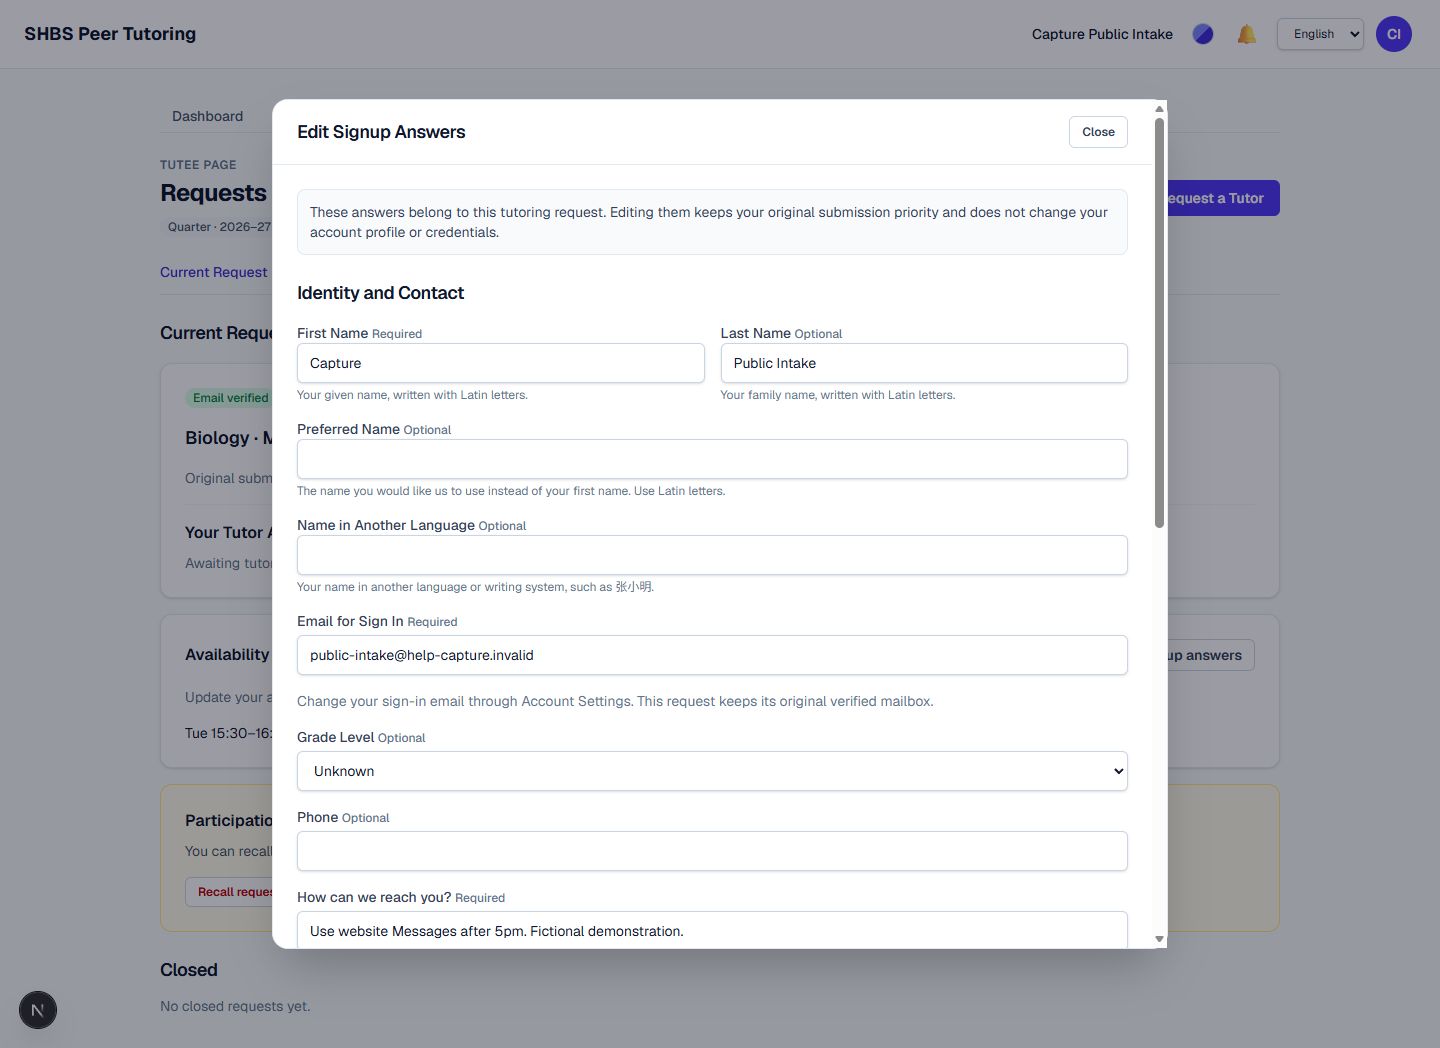 SHBS Peer Tutoring
Capture Public Intake
English
CI
Dashboard
TUTEE PAGE
Requests
Quarter · 2026–27
equest a Tutor
Current Request
Current Reque
Email verified
Biology · M
Original subm
Your Tutor A
Awaiting tutor
Availability
up answers
Update your a
Tue 15:30–16:
Participatio
You can recall
Recall reques
Closed
No closed requests yet.
N
Edit Signup Answers
Close
These answers belong to this tutoring request. Editing them keeps your original submission priority and does not change your
account profile or credentials.
Identity and Contact
First Name Required
Last Name Optional
Capture
Public Intake
Your given name, written with Latin letters.
Your family name, written with Latin letters.
Preferred Name Optional
The name you would like us to use instead of your first name. Use Latin letters.
Name in Another Language Optional
Your name in another language or writing system, such as 张小明.
Email for Sign In Required
public-intake@help-capture.invalid
Change your sign-in email through Account Settings. This request keeps its original verified mailbox.
Grade Level Optional
Unknown
Phone Optional
How can we reach you? Required
Use website Messages after 5pm. Fictional demonstration.